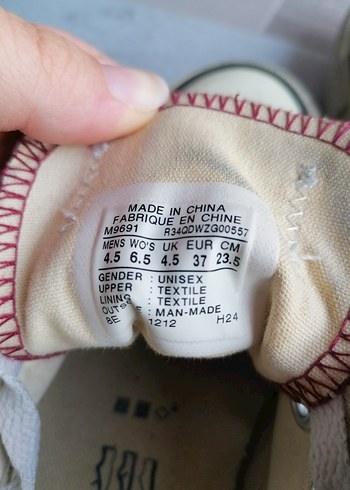 MADE IN CHINA
FABRIQUE EN CHINE
M9691 R34QDWZG00557
MENS WO'S UK EUR CM
4.5 6.5 4.5 37 23.5
GENDER : UNISEX
UPPER : TEXTILE
LINING : TEXTILE
: MAN-MADE
1212 H24